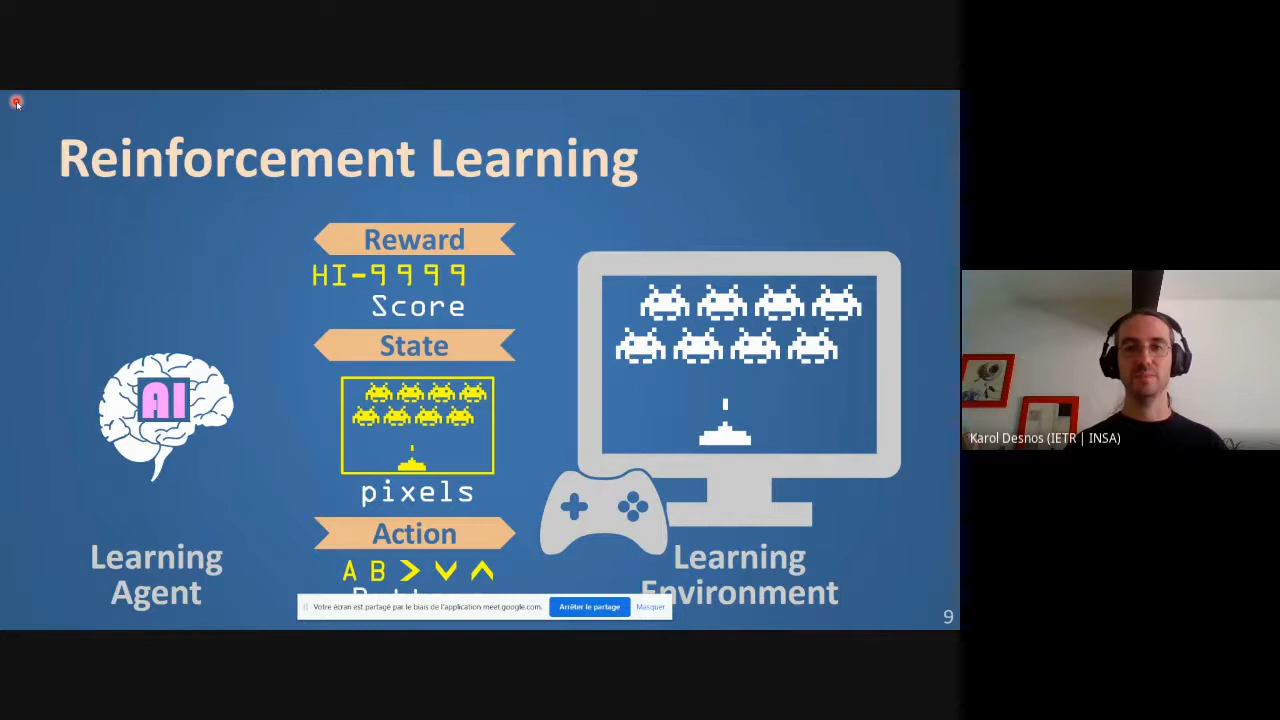 Reinforcement Learning
Reward
HI-9999
Score
State
AI
pixels
Action
A B > v ^
Learning
Agent
Learning
Environment
Votre écran est partagé par le biais de l'application meet.google.com.
Arrêter le partage
Masquer
9
Karol Desnos (IETR | INSA)